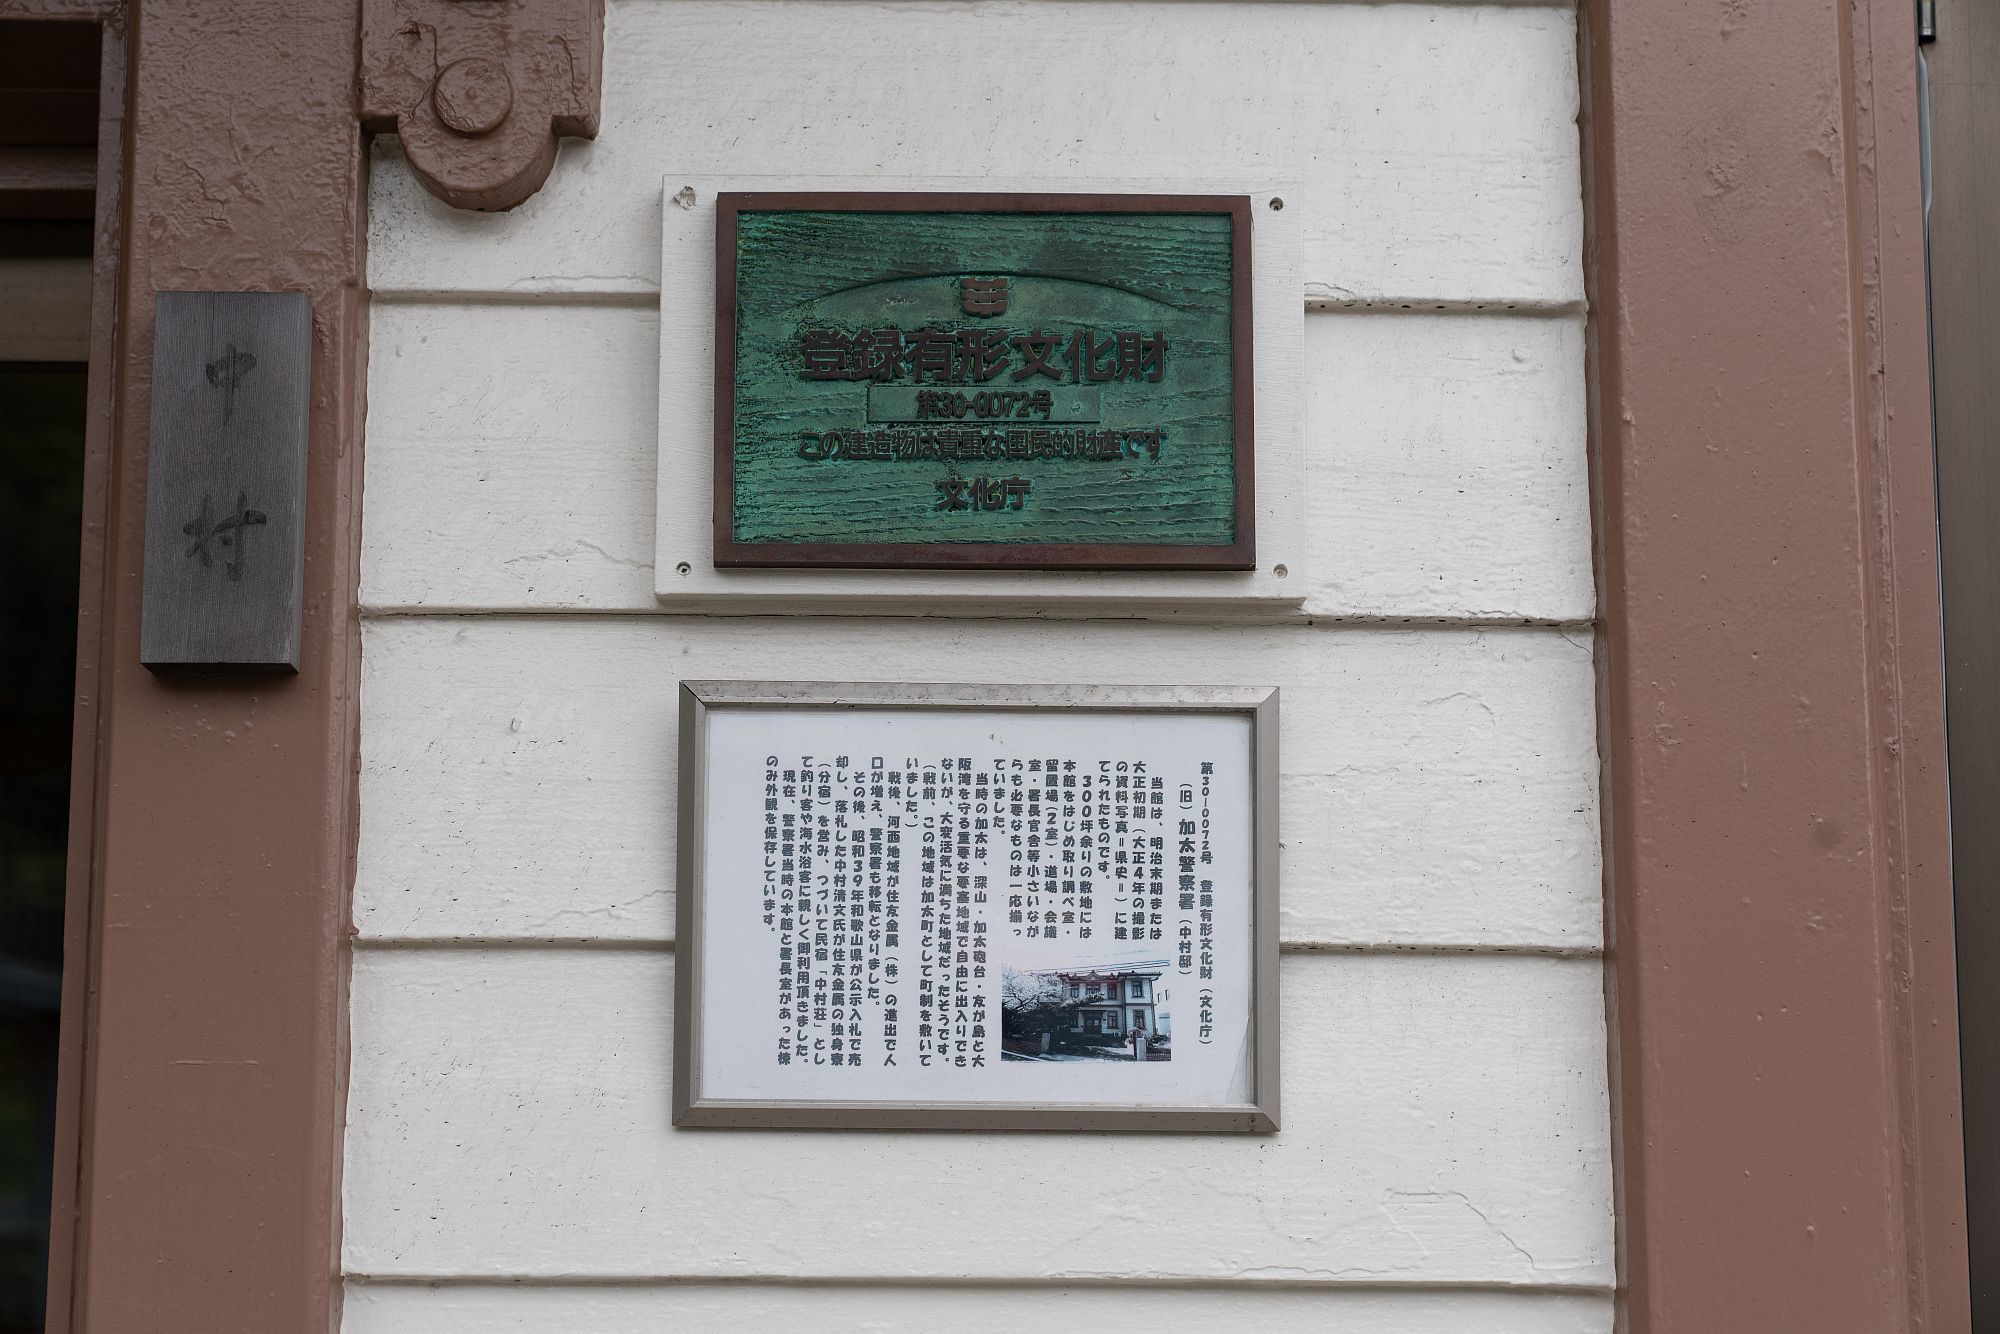 中村
登録有形文化財
第30-0072号
この建造物は貴重な国民的財産です
文化庁
第30-0072号 登録有形文化財(文化庁)
(旧)加太警察署(中村邸)
当館は、明治末期または
大正初期(大正4年の撮影
の資料写真=県史=)に建
てられたものです。
300坪余りの敷地には
本館をはじめ取り調べ室・
留置場(2室)・道場・会議
室・署長官舎等小さいなが
らも必要なものは一応揃っ
ていました。
当時の加太は、深山・加太砲台・友が島と大
阪湾を守る重要な要塞地域で自由に出入りでき
ないが、大変活気に満ちた地域だったそうです。
(戦前、この地域は加太町として町制を敷いて
いました。)
戦後、河西地域が住友金属(株)の進出で人
口が増え、警察署も移転となりました。
その後、昭和39年和歌山県が公示入札で売
却し、落札した中村清文氏が住友金属の独身寮
(分宿)を営み、つづいて民宿「中村荘」とし
て釣り客や海水浴客に親しく御利用頂きました。
現在、警察署当時の本館と署長室があった棟
のみ外観を保存しています。